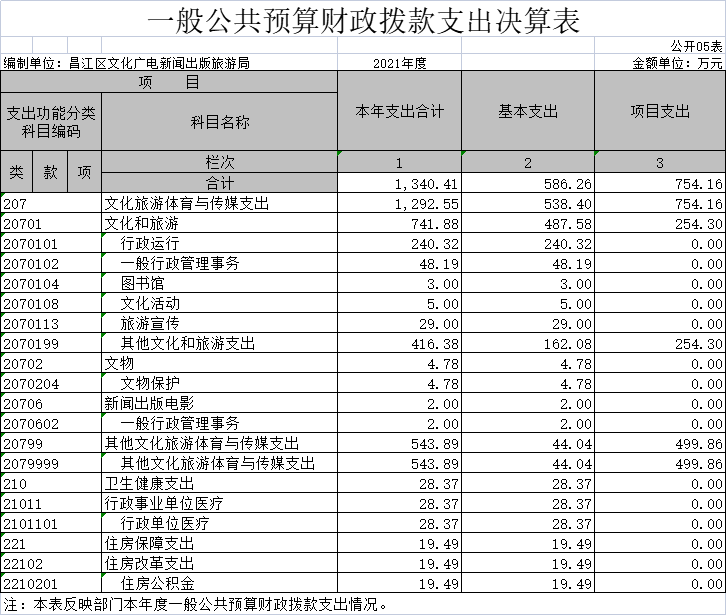 一般公共预算财政拨款支出决算表
公开05表
编制单位：昌江区文化广电新闻出版旅游局 2021年度 金额单位：万元
项 目 本年支出合计 基本支出 项目支出
支出功能分类科目编码 科目名称
类 款 项 栏次 1 2 3
合计 1,340.41 586.26 754.16
207 文化旅游体育与传媒支出 1,292.55 538.40 754.16
20701 文化和旅游 741.88 487.58 254.30
2070101 行政运行 240.32 240.32 0.00
2070102 一般行政管理事务 48.19 48.19 0.00
2070104 图书馆 3.00 3.00 0.00
2070108 文化活动 5.00 5.00 0.00
2070113 旅游宣传 29.00 29.00 0.00
2070199 其他文化和旅游支出 416.38 162.08 254.30
20702 文物 4.78 4.78 0.00
2070204 文物保护 4.78 4.78 0.00
20706 新闻出版电影 2.00 2.00 0.00
2070602 一般行政管理事务 2.00 2.00 0.00
20799 其他文化旅游体育与传媒支出 543.89 44.04 499.86
2079999 其他文化旅游体育与传媒支出 543.89 44.04 499.86
210 卫生健康支出 28.37 28.37 0.00
21011 行政事业单位医疗 28.37 28.37 0.00
2101101 行政单位医疗 28.37 28.37 0.00
221 住房保障支出 19.49 19.49 0.00
22102 住房改革支出 19.49 19.49 0.00
2210201 住房公积金 19.49 19.49 0.00
注：本表反映部门本年度一般公共预算财政拨款支出情况。